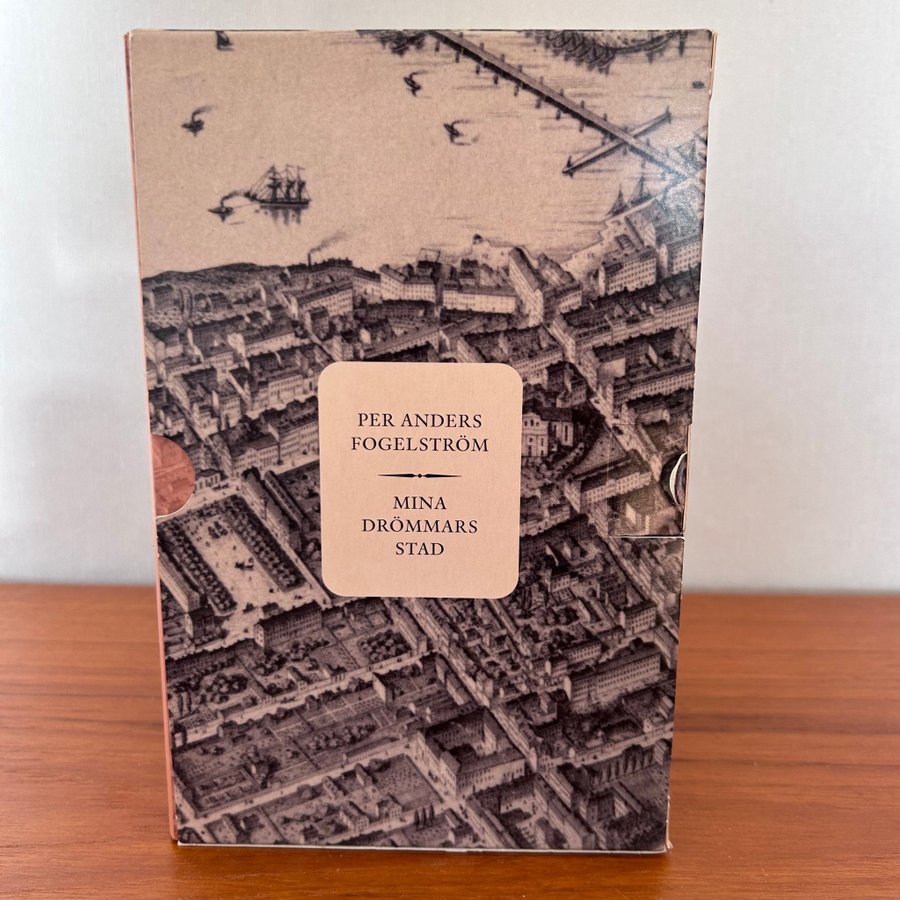 PER ANDERS
FOGELSTRÖM
MINA
DRÖMMARS
STAD